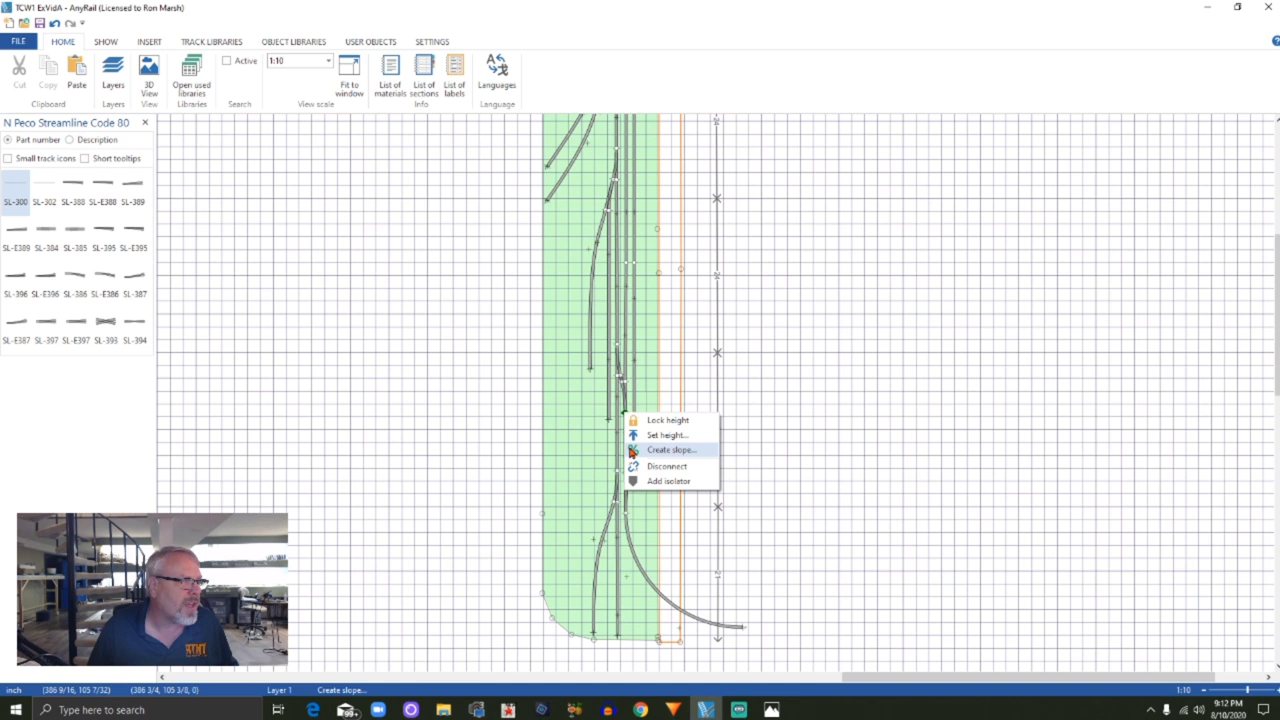 TCW1 ExVidA - AnyRail (Licensed to Ron Marsh)
FILE HOME SHOW INSERT TRACK LIBRARIES OBJECT LIBRARIES USER OBJECTS SETTINGS
Cut Copy Paste Layers 3D View Open used libraries Active 1:10 Fit to window List of materials List of sections List of labels Languages
Clipboard Layers View Libraries Search View scale Info Language
N Peco Streamline Code 80
Part number Description
Small track icons Short tooltips
SL-300 SL-302 SL-388 SL-E388 SL-389
SL-E389 SL-384 SL-385 SL-395 SL-E395
SL-396 SL-E396 SL-386 SL-E386 SL-387
SL-E387 SL-397 SL-E397 SL-393 SL-394
24
24
Lock height
Set height...
Create slope...
Disconnect
Add isolator
inch (386 9/16, 105 7/32) (386 3/4, 105 3/8, 0) Layer 1 Create slope... 1:10
Type here to search
99+
9:12 PM
8/10/2020